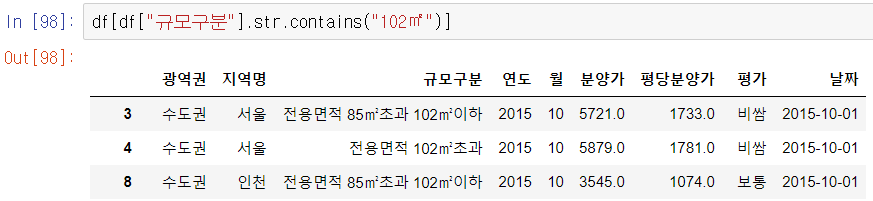 In [98]: df[df["규모구분"].str.contains("102㎡")]
Out[98]:
광역권 지역명 규모구분 연도 월 분양가 평당분양가 평가 날짜
3 수도권 서울 전용면적 85㎡초과 102㎡이하 2015 10 5721.0 1733.0 비쌈 2015-10-01
4 수도권 서울 전용면적 102㎡초과 2015 10 5879.0 1781.0 비쌈 2015-10-01
8 수도권 인천 전용면적 85㎡초과 102㎡이하 2015 10 3545.0 1074.0 보통 2015-10-01